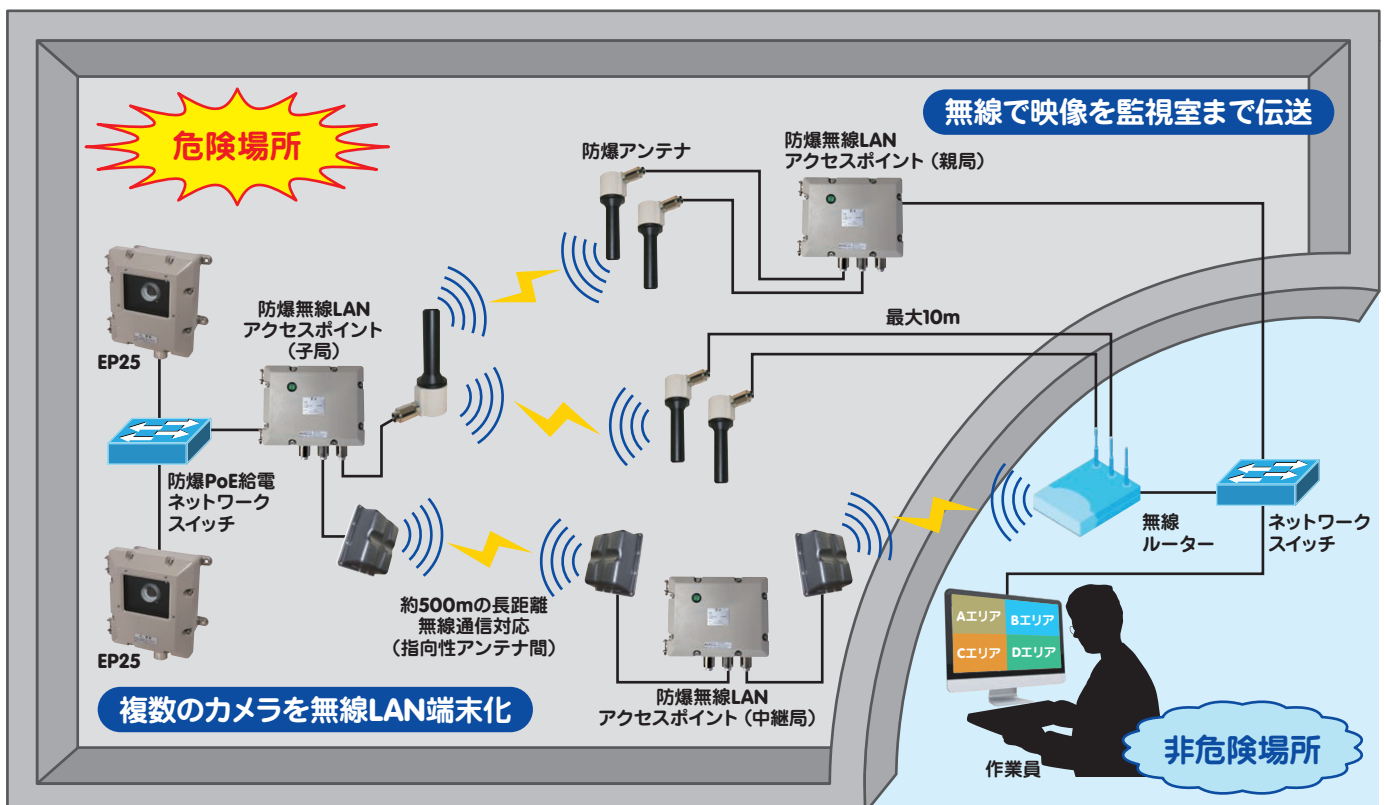 無線で映像を監視室まで伝送
危険場所
防爆アンテナ
防爆無線LAN
アクセスポイント（親局）
防爆無線LAN
アクセスポイント
（子局）
EP25
最大10m
防爆PoE給電
ネットワーク
スイッチ
無線
ルーター
ネットワーク
スイッチ
約500mの長距離
無線通信対応
（指向性アンテナ間）
EP25
Aエリア
Bエリア
Cエリア
Dエリア
防爆無線LAN
アクセスポイント（中継局）
複数のカメラを無線LAN端末化
作業員
非危険場所